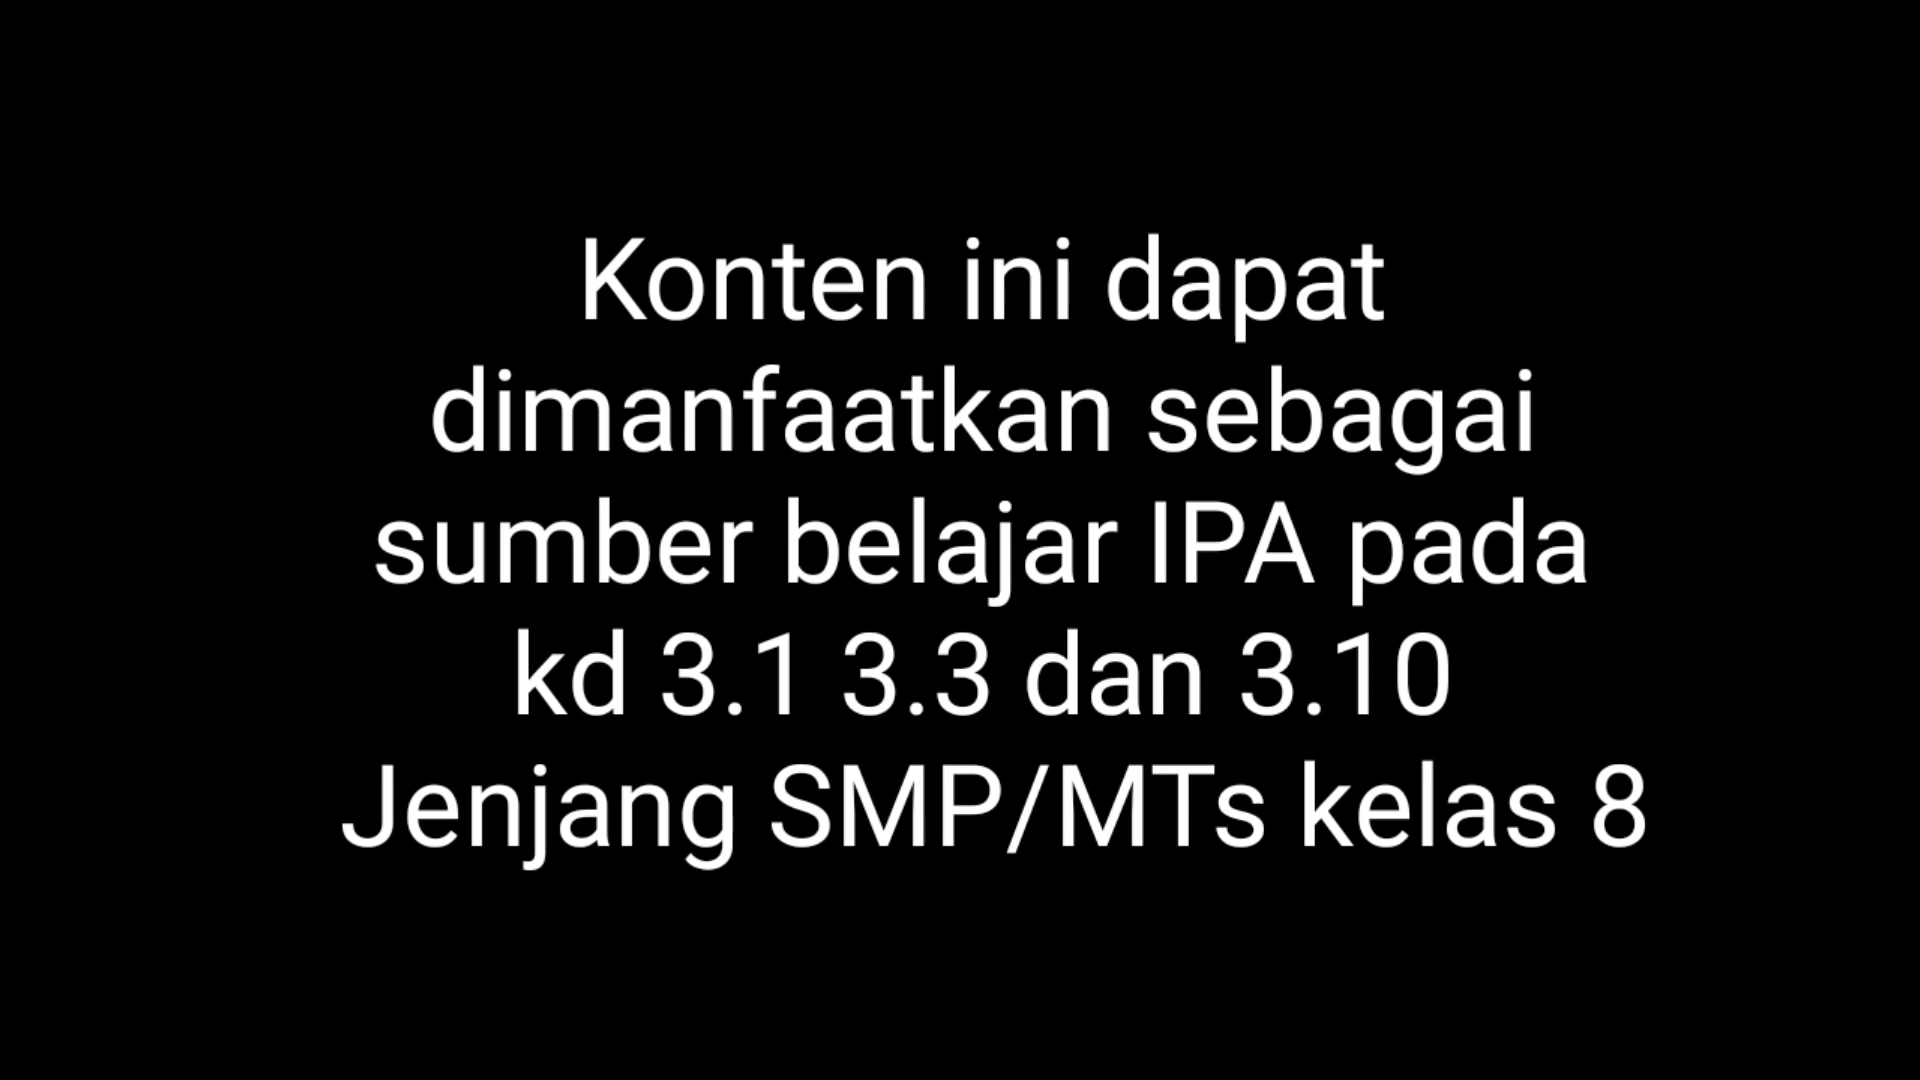 Konten ini dapat
dimanfaatkan sebagai
sumber belajar IPA pada
kd 3.1 3.3 dan 3.10
Jenjang SMP/MTs kelas 8